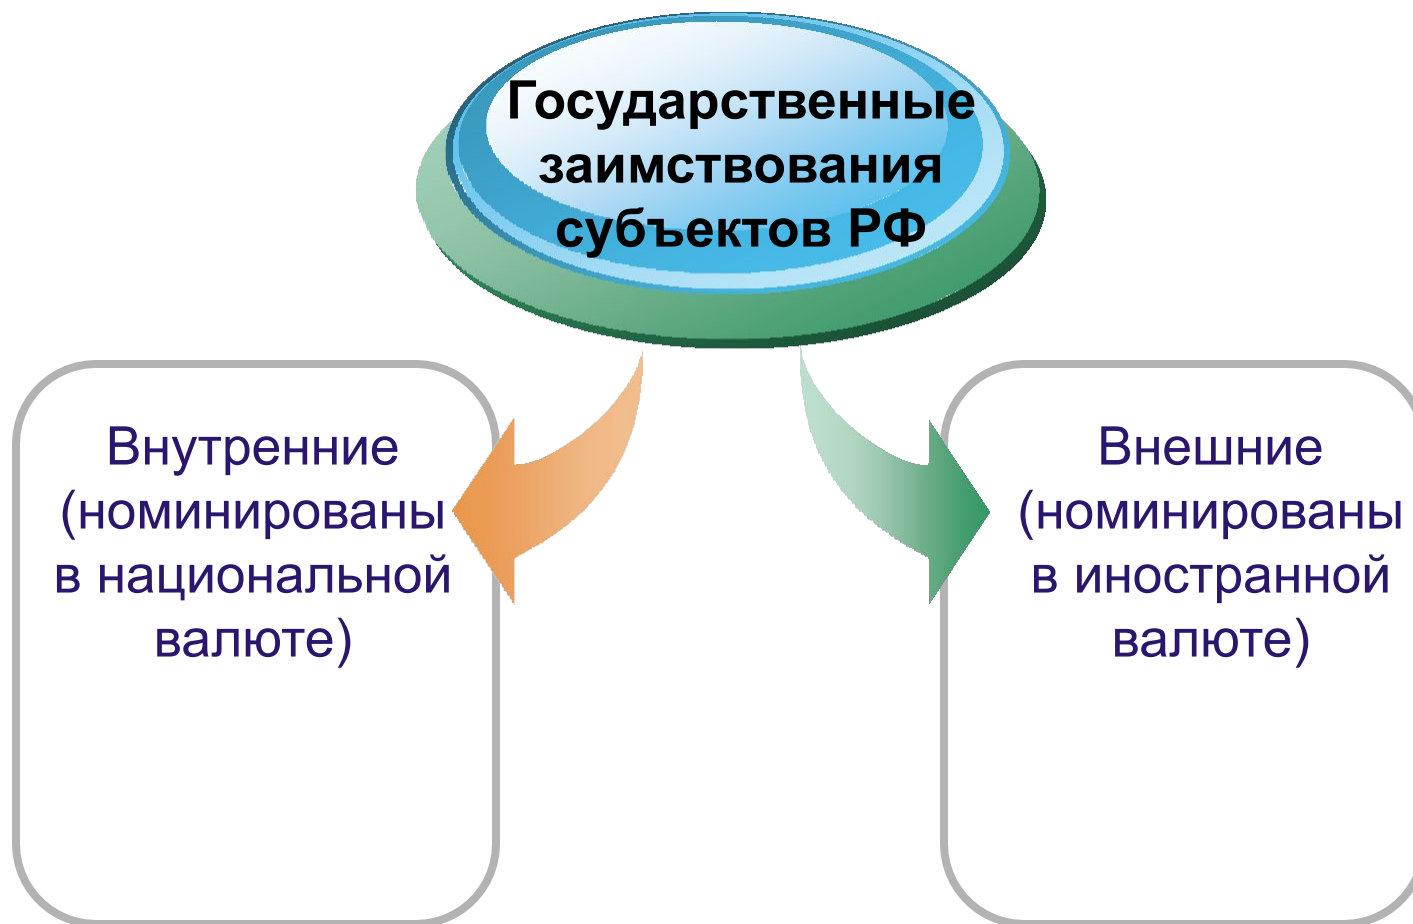 Государственные
заимствования
субъектов РФ
Внутренние
(номинированы
в национальной
валюте)
Внешние
(номинированы
в иностранной
валюте)